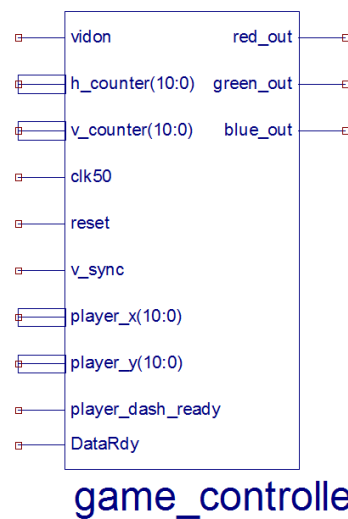 vidon red_out
h_counter(10:0) green_out
v_counter(10:0) blue_out
clk50
reset
v_sync
player_x(10:0)
player_y(10:0)
player_dash_ready
DataRdy
game_controlle